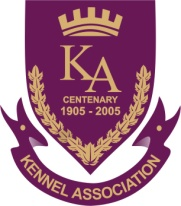 KA
CENTENARY
1905 - 2005
KENNEL ASSOCIATION